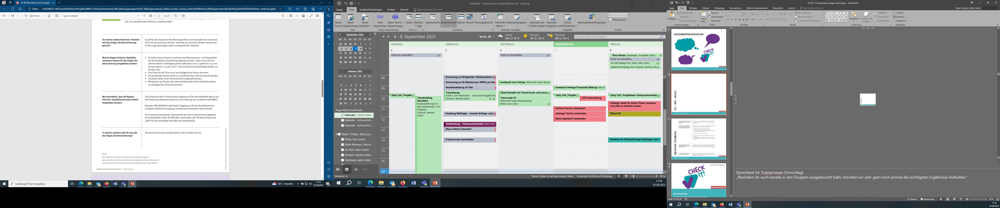 23-09-08_Arbeits und Lösungsbl
Datei V:/KOM/ST-VB/Team%20intern/Projekte/BMJV_Verbraucherchecker/08_Bildungsprogramm/02_Bildungsmaterial_Videos_Poster_Comics_Action%20Planner/Bildungsmaterialien%20Update%20TAU/Arbeits-undLösungsbl...
Zeichnen
Laut vorlesen
4 von 8
(z.B. EU-Landwirtschaft, Nicht-EU-Landwirtschaft).*
Für welche Lebensmittel bzw. Produkte wird das Siegel/die Kennzeichnung genutzt?
Es gilt für alle verpackten Bio-Nahrungsmittel in der Europäischen Union bzw.
die in der EU produziert werden. Produkte aus Nicht-EU-Ländern können das
EU-Bio-Logo beantragen sowie unverpackte Bio-Produkte.
Welche Regeln/Kriterien/Qualitäts-
merkmale müssen für das Siegel/die
Kennzeichnung eingehalten werden?
Es dürfen keine chemisch synthetischen Pflanzenschutz- und Düngemittel
bei der Produktion/Herstellung eingesetzt werden. Tieren muss eine be-
stimmte Fläche zur Verfügung stehen (Milchkuh = 6 m², Legehenne = 0,17 m²,
Zuchtschweine = 2,5 bis 6 m²)** und ausreichend Auslaufmöglichkeiten vor-
handen sein.
Das Futter für die Tiere muss aus biologischem Anbau stammen.
Der Antibiotika-Einsatz darf nur zu medizinischen Zwecken genutzt werden.
Produkte dürfen nicht mit Gentechnik hergestellt werden.
Mindestens 95 Prozent der Lebensmittelzutaten eines Produkts müssen
aus ökologischer Herkunft stammen.
Wer kontrolliert, dass die Regeln/
Kriterien/ Qualitätsmerkmale wirklich
eingehalten werden?
Eine Übersicht über in Deutschland zugelassene Öko-Kontrollstellen gibt es auf
dem Portal des Bundesministeriums für Ernährung und Landwirtschaft (BMEL).
Beispiel: ARS PROBATA GmbH Berlin (Zugelassen für die Kontrollbereiche:
Landwirtschaftliche Erzeugung; Herstellung verarbeiteter Lebensmittel)
Die Zusammensetzung der Codenummer für eine in Deutschland zugelasse-
ne Kontrollstelle lautet: DE-ÖKO-XXX. Dabei steht „DE" für Deutschland und
„XXX" für die dreistellige Kennziffer der Kontrollstelle.
In welchen Ländern oder für wen gilt
das Siegel/die Kennzeichnung?
Die Kennzeichnung ist verpflichtend in allen Ländern der EU.
Quellen
Verbraucherzentrale Bundesverband e.V. – Stand: Juli 2023
Suchbegriff hier eingeben
28°C Bewölkt
17:16
07.09.2023
Kalender - Doerte.Adam-Gutsch@vzbv.de - Outlook
Datei Start Senden/Empfangen Ordner Ansicht Was möchten Sie tun?
Neuer Termin
Neue Besprechung
Neue Elemente
Jetzt besprechen
Neue Teams-Besprechung
Heute
Nächste 7 Tage
Tagesansicht Arbeitswoche Woche Monat Planungsansicht
Kalender öffnen
Kalendergruppen
Kalender per E-Mail senden
Kalender freigeben
Online veröffentlichen
Kalenderberechtigungen
Personen suchen
Adressbuch
Neu Teams-Besprechung Gehe zu Anordnen Kalender verwalten Freigeben Suchen
September 2023
MO DI MI DO FR SA SO
28 29 30 31 1 2 3
4 5 6 7 8 9 10
11 12 13 14 15 16 17
18 19 20 21 22 23 24
25 26 27 28 29 30
Oktober 2023
MO DI MI DO FR SA SO
1
2 3 4 5 6 7 8
9 10 11 12 13 14 15
16 17 18 19 20 21 22
23 24 25 26 27 28 29
30 31 1 2 3 4 5
Meine Kalender
Kalender - Doerte.Adam...
Kalender - Verbraucherb...
Kalender - Verbraucherc...
Team: Fricke, Vera (vz...
Fricke, Vera (vzbv)
Bohn-Petersen, Cara (v...
De Vries, Anne (vzbv)
Gerasch, Jannina (vzbv)
Hartmann, Janin (vzbv)
4 - 8. September 2023
Berlin, BE
Heute
29°C/15°C
Morgen
29°C/15°C
Samstag
30°C/14°C
Kalender durchsuchen (Strg+E)
MONTAG DIENSTAG MITTWOCH DONNERSTAG FREITAG
4 5 6 7 8
Dörte im Homeoffice
Dörte im Homeoffice
Pina Urlaub; Lindemann, Josephine (vzbv)
Dörte im Homeoffice
AW hat freitags frei.; Wolf, Anke (vzbv)
Jannina hat freitags frei; Gerasch, Jannina (vzl
08
09
10
11
12
13
14
15
16
17
Daily Call | Projekt
Teambuilding
Kanufahrt
Bootsverleih Oase in
der Lindenstraße 1A in
Köpenick
Gerasch, Jannina
(vzbv)
Erinnerung an Königslutter (Niedersachsen) p
Erinnerung an HS Oberbarmen (NRW) per Ma
Nachbearbeitung LK Fobi
Teamsitzung
Konfi 4. OG Friedrichstr. - wenn nicht möglich MS
Gerasch, Jannina (vzbv)
Hamburg Stellingen - erneute Anfrage, auch
Vorbereitung - Verbraucherchecker; Microsoft
Memo Markt Indersdorf
Trainer:innen anschreiben
Austausch zum Antrag; Microsoft Teams-Bespr
Check Kontakt mit Trainer:innen und Lerno
Teamrunde VC
Microsoft Teams-Besprechung
Meier, Lisa (vzbv)
Austausch Anfrage Finanzielle Bildung; Micros
Daily Call | Projekt
JVD-Vorbereitung
Herford-Termin vorbereiten
Joblinge-Termin vorbereiten
Mark Indersdorf vorbereiten
Daily Call | Projektteam Verbraucherchecke
InDesign-Datei für Action Planer anpassen
und alles an tellwerk senden
DRuck AP
Deadline für Rückmeldungen Stellingen und L
Elemente: 29
Dieser Ordner ist auf dem neusten Stand.
Verbunden mit Microsoft Exchange
90 %
17:16
07.09.2023
23-05-11_Präsentation_Siegel und Energie - PowerPoint
Adam-Gutsch, Dörte (vzbv)
Datei Start Einfügen Entwurf Übergänge Animationen Bildschirmpräsentation Überprüfen Ansicht Was möchten Sie tun?
Einfügen
Ausschneiden
Kopieren
Format übertragen
Neue Folie
Layout
Zurücksetzen
Abschnitt
Textrichtung
Text ausrichten
In SmartArt konvertieren
Anordnen
Schnellformat-vorlagen
Fülleffekt
Formkontur
Formeffekte
Suchen
Ersetzen
Markieren
Zwischenablage Folien Schriftart Absatz Zeichnung Bearbeiten
15
ERGEBNISPRÄSENTATION
CHECK IT!
16
EU - BIO - SIEGEL
17
INITIATIVE TIERWOHL
18
CHECK IT!
verbraucherzentrale
INFOGRAFIKEN
Sprechtext für Trainer:innen (Vorschlag):
„Nachdem ihr euch bereits in den Gruppen ausgetauscht habt, möchten wir sehr gern noch einmal die wichtigsten Ergebnisse festhalten."
Folie 16 von 44
Notizen
Kommentare
10 %
17:16
07.09.2023